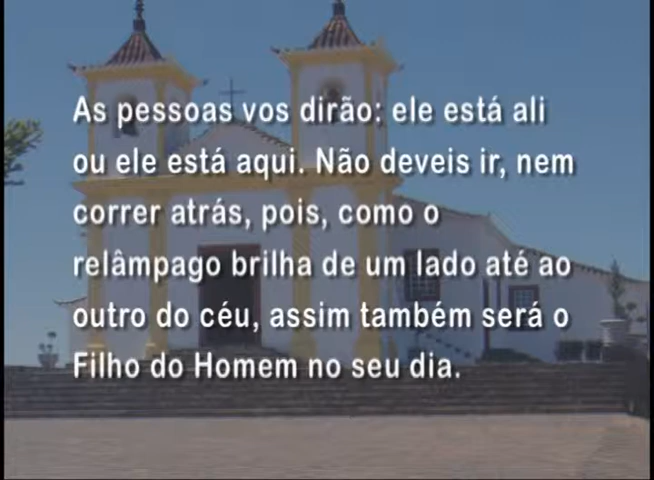 As pessoas vos dirão: ele está ali
ou ele está aqui. Não deveis ir, nem
correr atrás, pois, como o
relâmpago brilha de um lado até ao
outro do céu, assim também será o
Filho do Homem no seu dia.